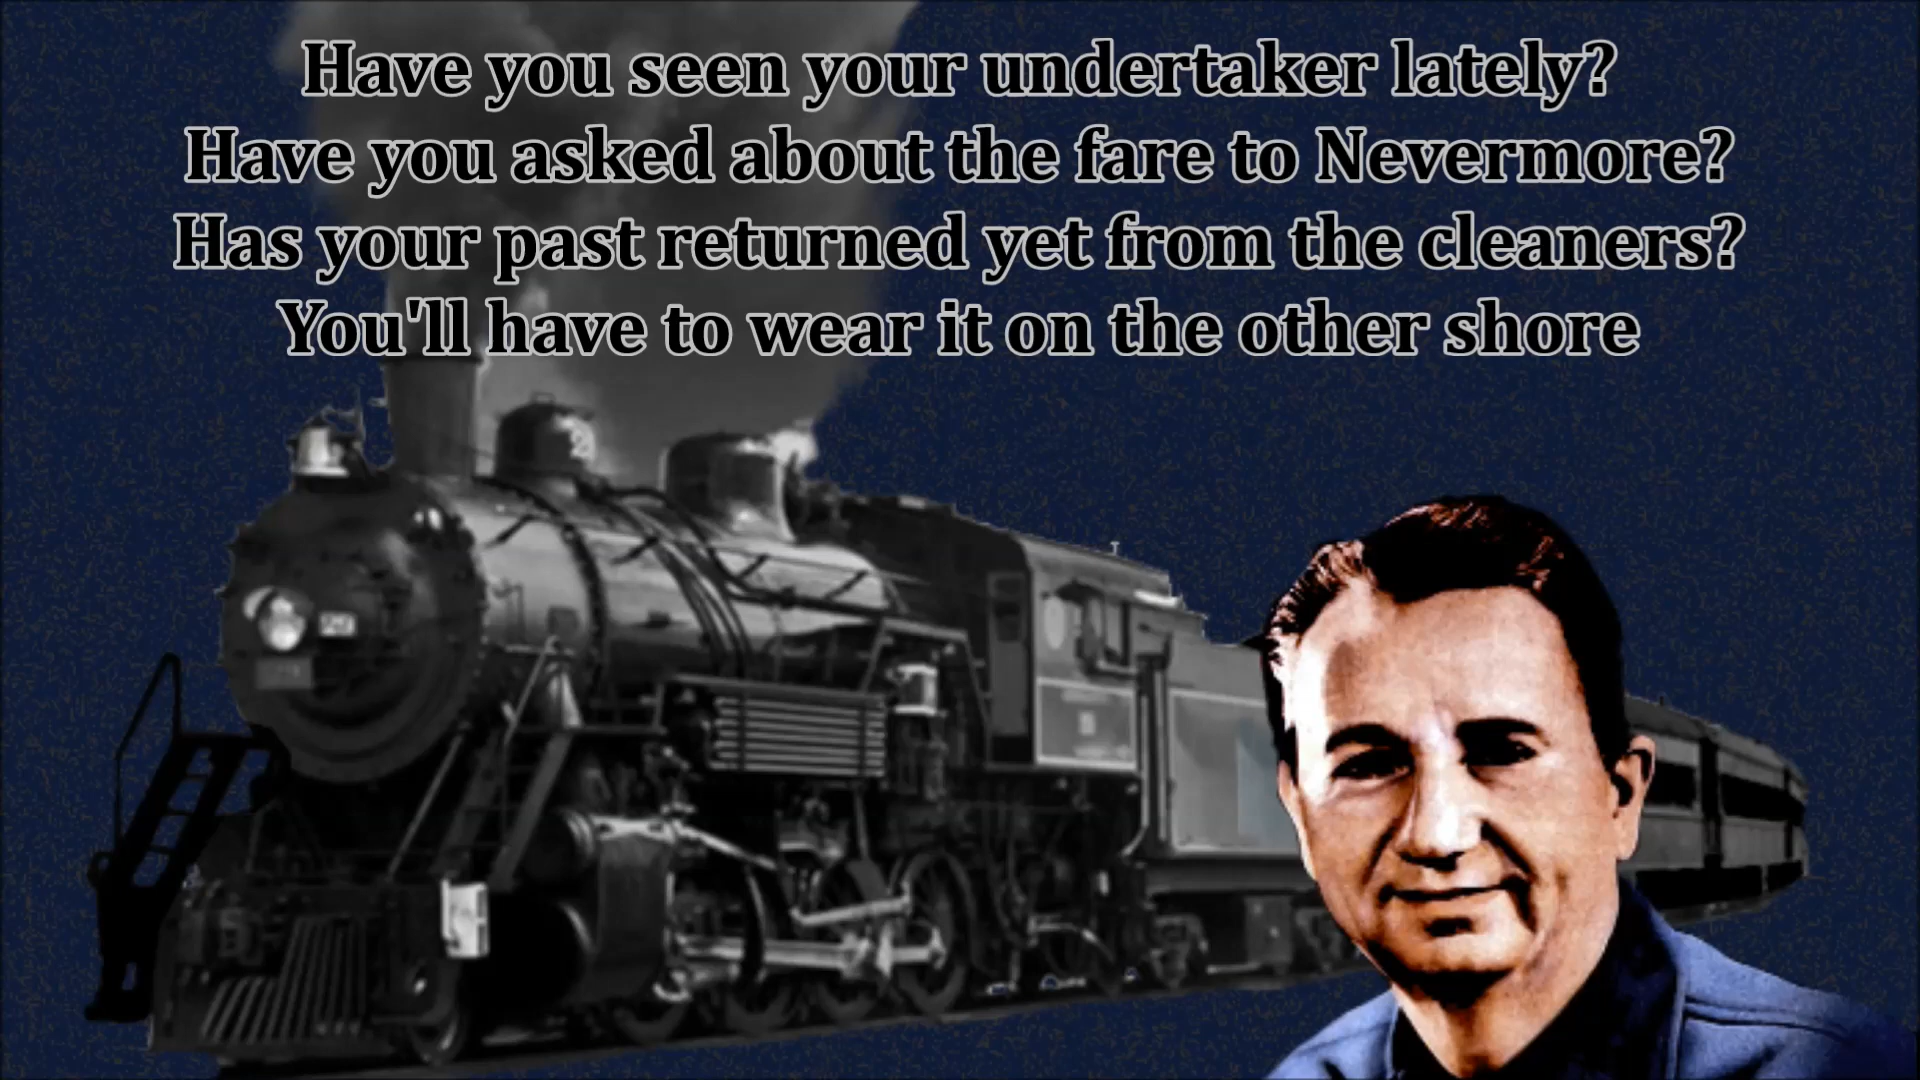 Have you seen your undertaker lately?
Have you asked about the fare to Nevermore?
Has your past returned yet from the cleaners?
You'll have to wear it on the other shore